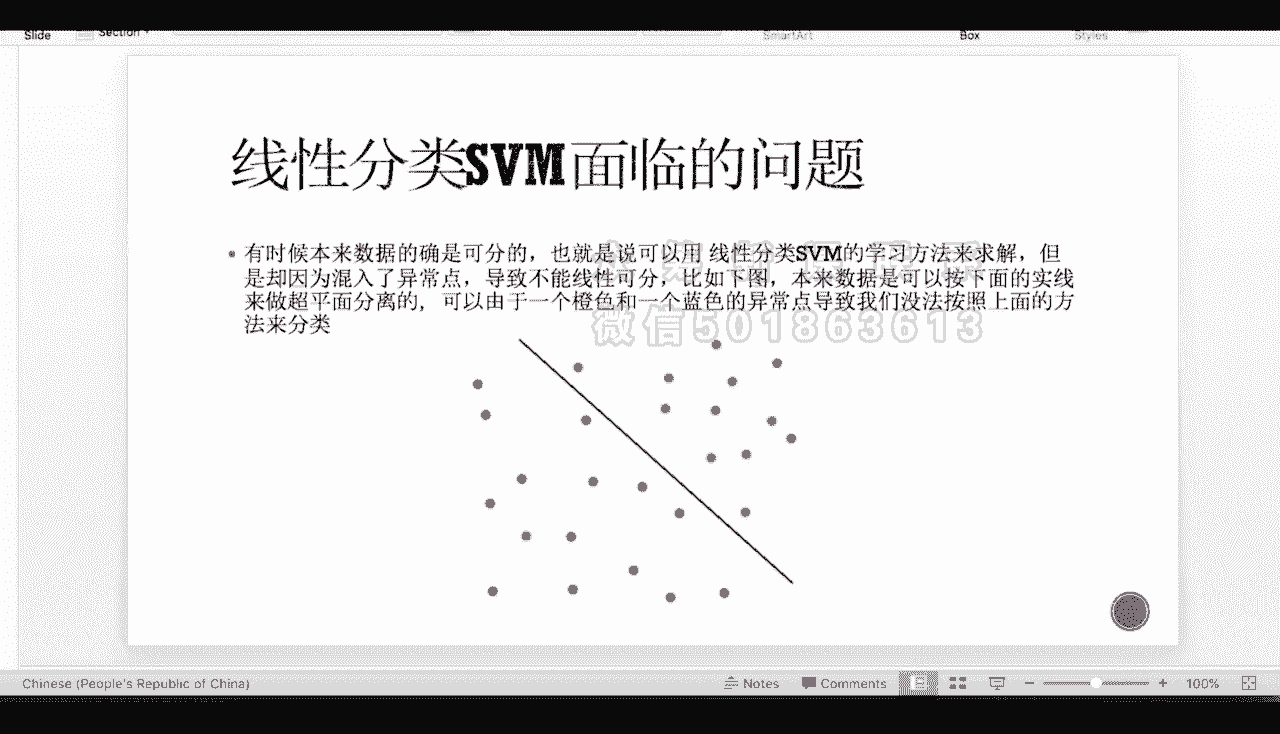 Slide
Section
SmartArt
Box
Styles
线性分类SVM面临的问题
有时候本来数据的确是可分的，也就是说可以用 线性分类SVM的学习方法来求解，但
是却因为混入了异常点，导致不能线性可分，比如下图，本来数据是可以按下面的实线
来做超平面分离的，可以由于一个橙色和一个蓝色的异常点导致我们没法按照上面的方
法来分类
微信501863613
Chinese (People's Republic of China)
Notes
Comments
100%